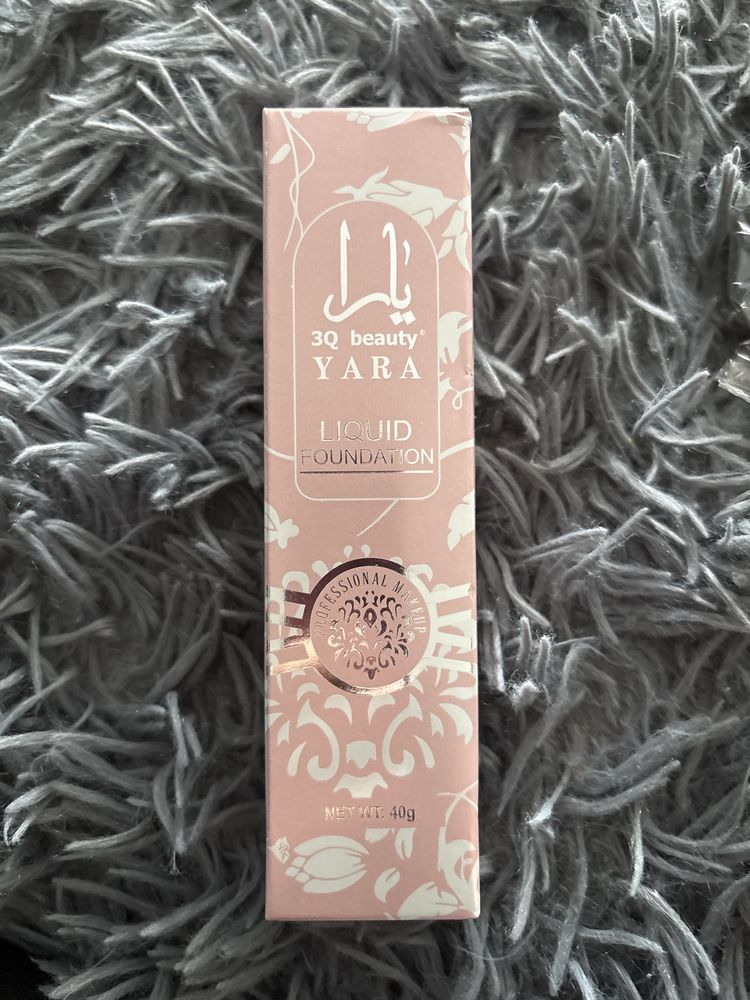 يارا
3Q beauty®
YARA
LIQUID
FOUNDATION
PROFESSIONAL MAKEUP
NET WT: 40g